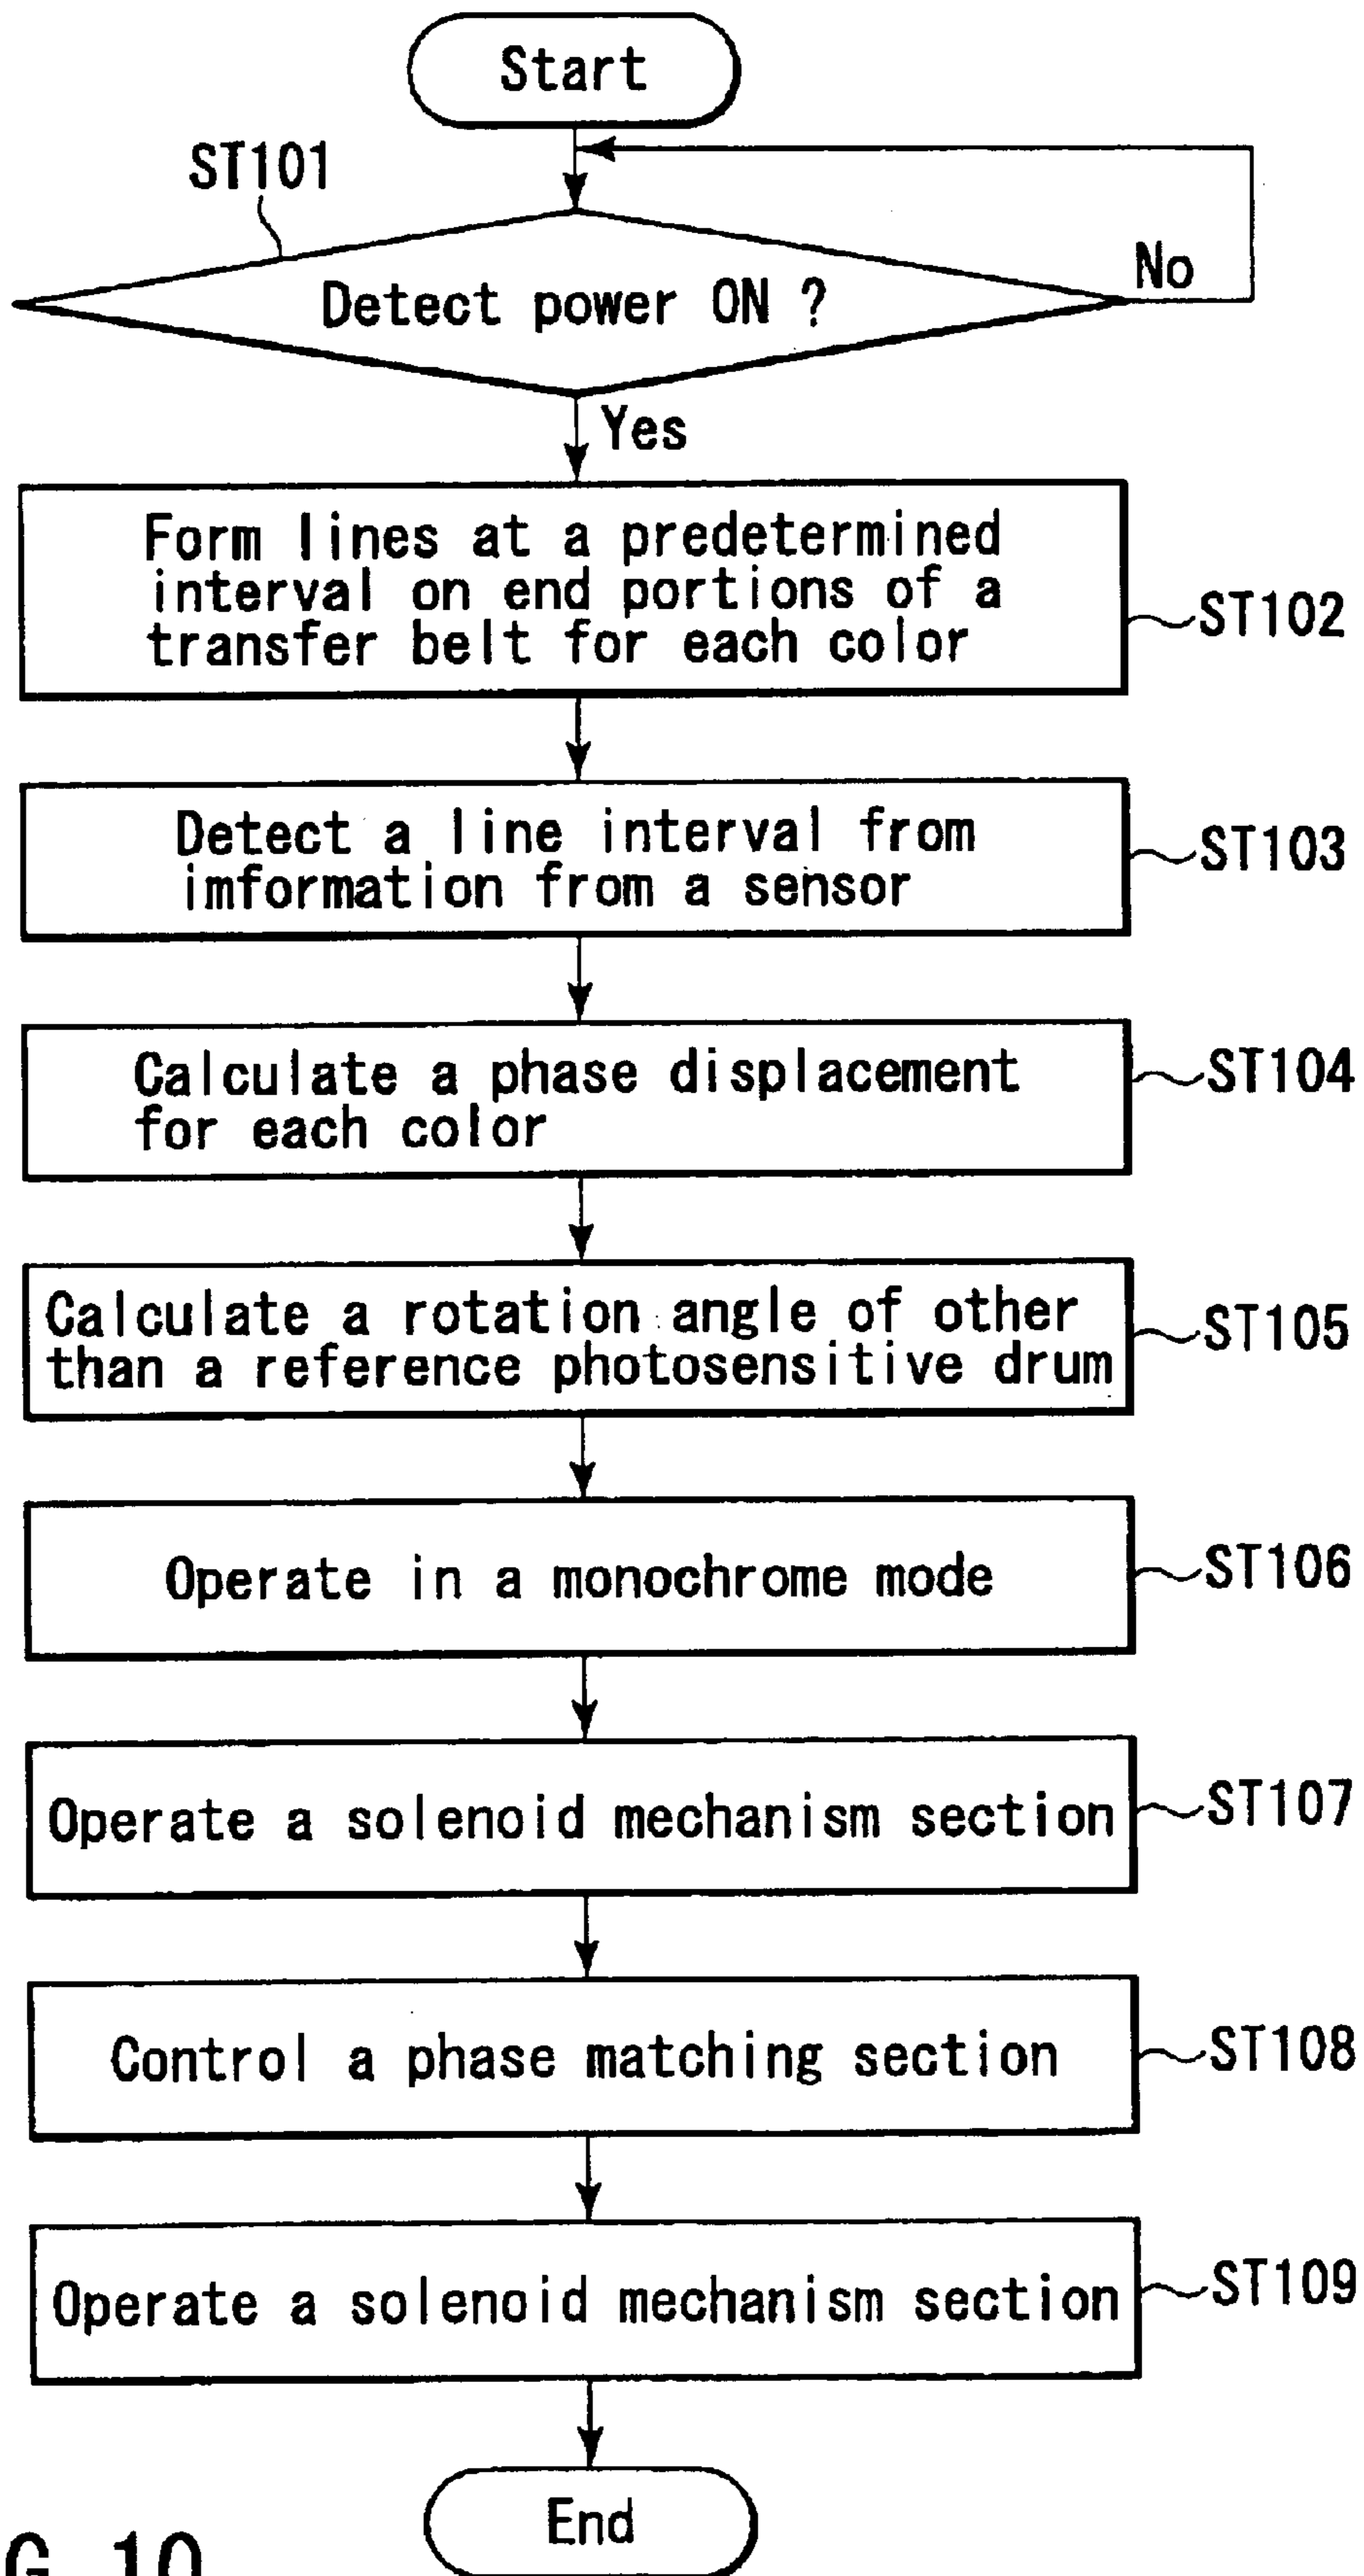 Start
ST101
Detect power ON ?
No
Yes
Form lines at a predetermined
interval on end portions of a
transfer belt for each color
ST102
Detect a line interval from
imformation from a sensor
ST103
Calculate a phase displacement
for each color
ST104
Calculate a rotation angle of other
than a reference photosensitive drum
ST105
Operate in a monochrome mode
ST106
Operate a solenoid mechanism section
ST107
Control a phase matching section
ST108
Operate a solenoid mechanism section
ST109
End
G. 10